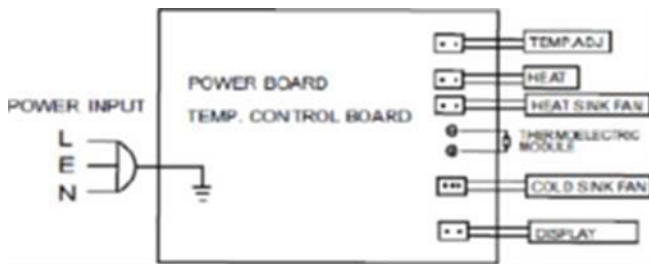 TEMP.ADJ
POWER BOARD
HEAT
POWER INPUT
HEAT SINK FAN
TEMP. CONTROL BOARD
L
THERMOELECTRIC
MODULE
E
N
COLD SINK FAN
DISPLAY